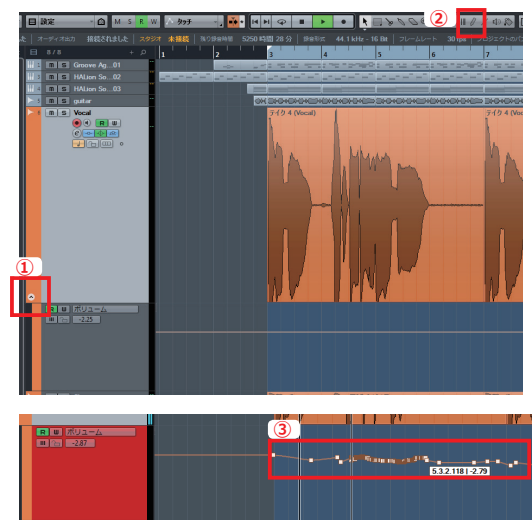 ②
設定 M S R W タッチ
オーディオ出力 接続されました スタジオ 未接続 残り録音時間 5250 時間 28 分 録音形式 44.1 kHz - 16 Bit フレームレート 30 fps プロジェクトのパン
8 / 8 1 2 3 4 5 6 7
1 m S Groove Ag...01
m S HALion So...02
m S HALion So...03
m S guitar
m S Vocal テイク 4 (Vocal) テイク 4 (Voc
R W
e
①
R W ボリューム
-2.25
③
R W ボリューム
-2.87
5.3.2.118 | -2.79